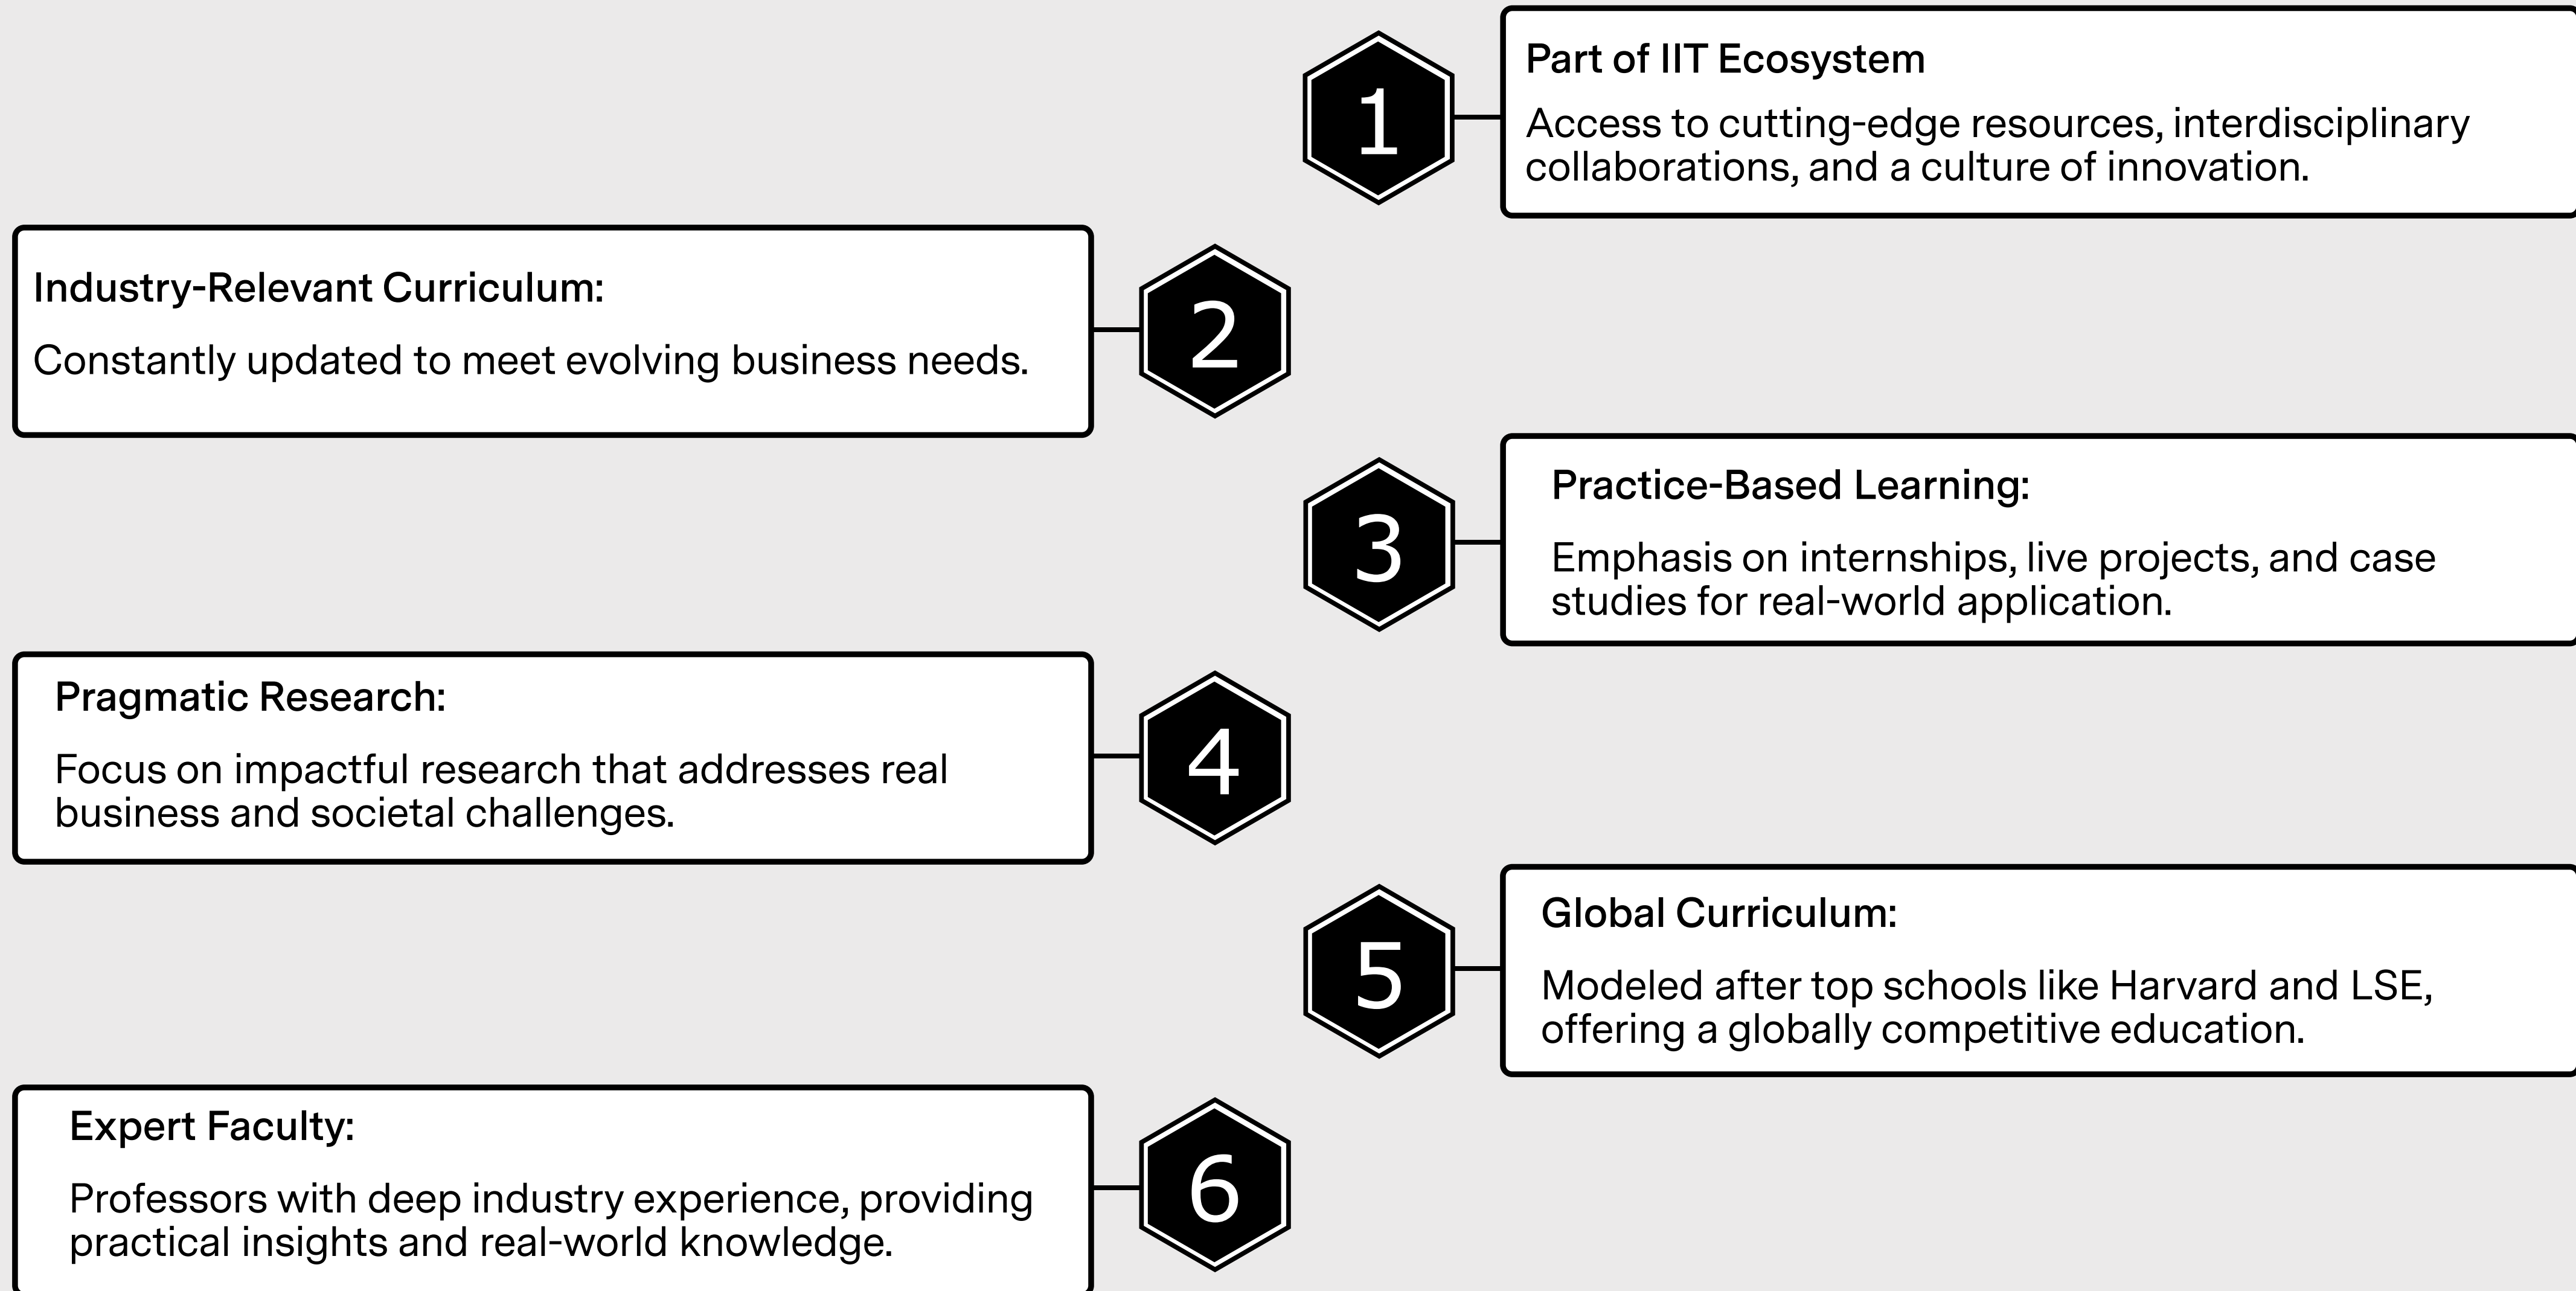 1
Part of IIT Ecosystem
Access to cutting-edge resources, interdisciplinary
collaborations, and a culture of innovation.
2
Industry-Relevant Curriculum:
Constantly updated to meet evolving business needs.
3
Practice-Based Learning:
Emphasis on internships, live projects, and case
studies for real-world application.
4
Pragmatic Research:
Focus on impactful research that addresses real
business and societal challenges.
5
Global Curriculum:
Modeled after top schools like Harvard and LSE,
offering a globally competitive education.
6
Expert Faculty:
Professors with deep industry experience, providing
practical insights and real-world knowledge.